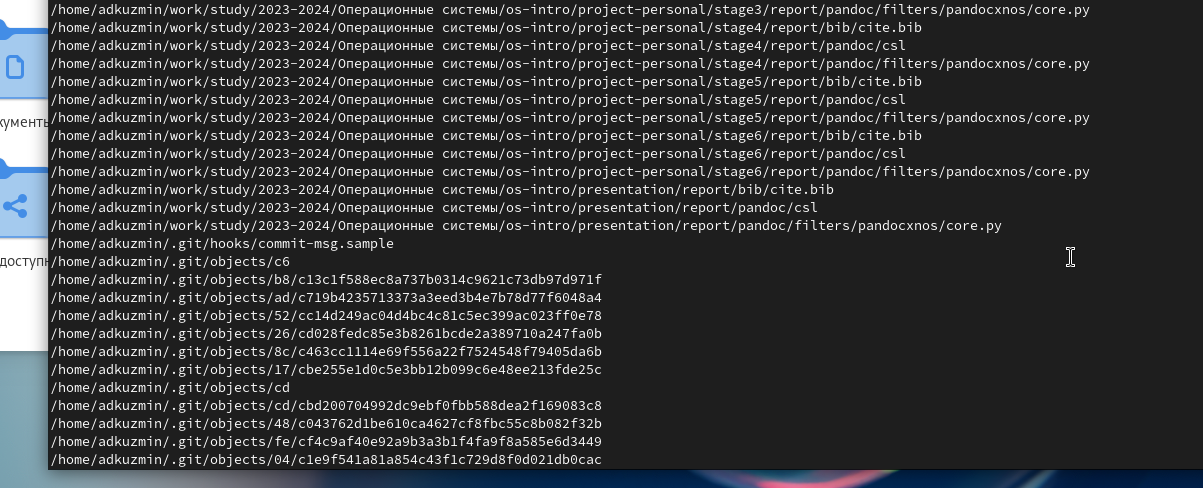 /home/adkuzmin/work/study/2023-2024/Операционные системы/os-intro/project-personal/stage3/report/pandoc/filters/pandocxnos/core.py
/home/adkuzmin/work/study/2023-2024/Операционные системы/os-intro/project-personal/stage4/report/bib/cite.bib
/home/adkuzmin/work/study/2023-2024/Операционные системы/os-intro/project-personal/stage4/report/pandoc/csl
/home/adkuzmin/work/study/2023-2024/Операционные системы/os-intro/project-personal/stage4/report/pandoc/filters/pandocxnos/core.py
/home/adkuzmin/work/study/2023-2024/Операционные системы/os-intro/project-personal/stage5/report/bib/cite.bib
/home/adkuzmin/work/study/2023-2024/Операционные системы/os-intro/project-personal/stage5/report/pandoc/csl
/home/adkuzmin/work/study/2023-2024/Операционные системы/os-intro/project-personal/stage5/report/pandoc/filters/pandocxnos/core.py
/home/adkuzmin/work/study/2023-2024/Операционные системы/os-intro/project-personal/stage6/report/bib/cite.bib
/home/adkuzmin/work/study/2023-2024/Операционные системы/os-intro/project-personal/stage6/report/pandoc/csl
/home/adkuzmin/work/study/2023-2024/Операционные системы/os-intro/project-personal/stage6/report/pandoc/filters/pandocxnos/core.py
/home/adkuzmin/work/study/2023-2024/Операционные системы/os-intro/presentation/report/bib/cite.bib
/home/adkuzmin/work/study/2023-2024/Операционные системы/os-intro/presentation/report/pandoc/csl
/home/adkuzmin/work/study/2023-2024/Операционные системы/os-intro/presentation/report/pandoc/filters/pandocxnos/core.py
/home/adkuzmin/.git/hooks/commit-msg.sample
/home/adkuzmin/.git/objects/c6
/home/adkuzmin/.git/objects/b8/c13c1f588ec8a737b0314c9621c73db97d971f
/home/adkuzmin/.git/objects/ad/c719b4235713373a3eed3b4e7b78d77f6048a4
/home/adkuzmin/.git/objects/52/cc14d249ac04d4bc4c81c5ec399ac023ff0e78
/home/adkuzmin/.git/objects/26/cd028fedc85e3b8261bcde2a389710a247fa0b
/home/adkuzmin/.git/objects/8c/c463cc1114e69f556a22f7524548f79405da6b
/home/adkuzmin/.git/objects/17/cbe255e1d0c5e3bb12b099c6e48ee213fde25c
/home/adkuzmin/.git/objects/cd
/home/adkuzmin/.git/objects/cd/cbd200704992dc9ebf0fbb588dea2f169083c8
/home/adkuzmin/.git/objects/48/c043762d1be610ca4627cf8fbc55c8b082f32b
/home/adkuzmin/.git/objects/fe/cf4c9af40e92a9b3a3b1f4fa9f8a585e6d3449
/home/adkuzmin/.git/objects/04/c1e9f541a81a854c43f1c729d8f0d021db0cac
кументы
доступн